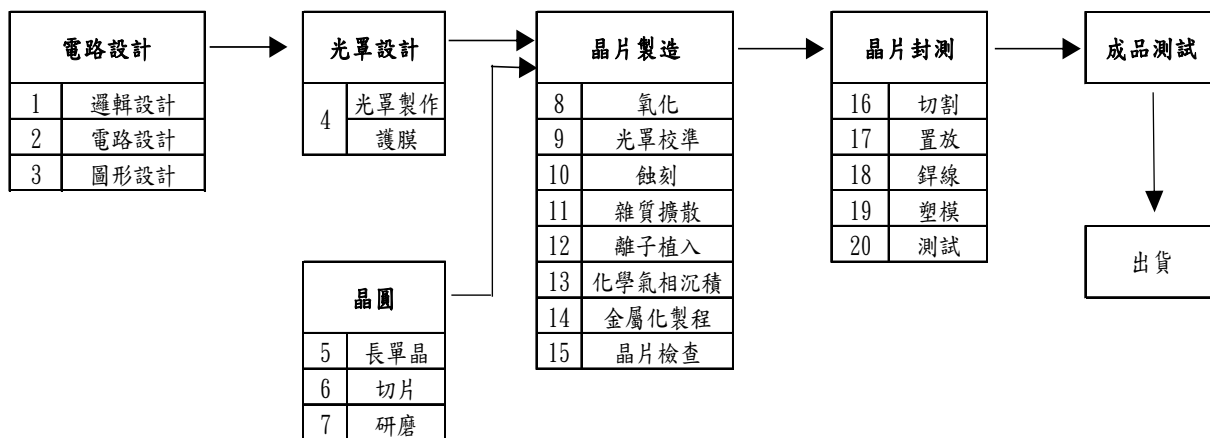 電路設計
1 邏輯設計
2 電路設計
3 圖形設計
光罩設計
4 光罩製作
護膜
晶圓
5 長單晶
6 切片
7 研磨
晶片製造
8 氧化
9 光罩校準
10 蝕刻
11 雜質擴散
12 離子植入
13 化學氣相沉積
14 金屬化製程
15 晶片檢查
晶片封測
16 切割
17 置放
18 銲線
19 塑模
20 測試
成品測試
出貨